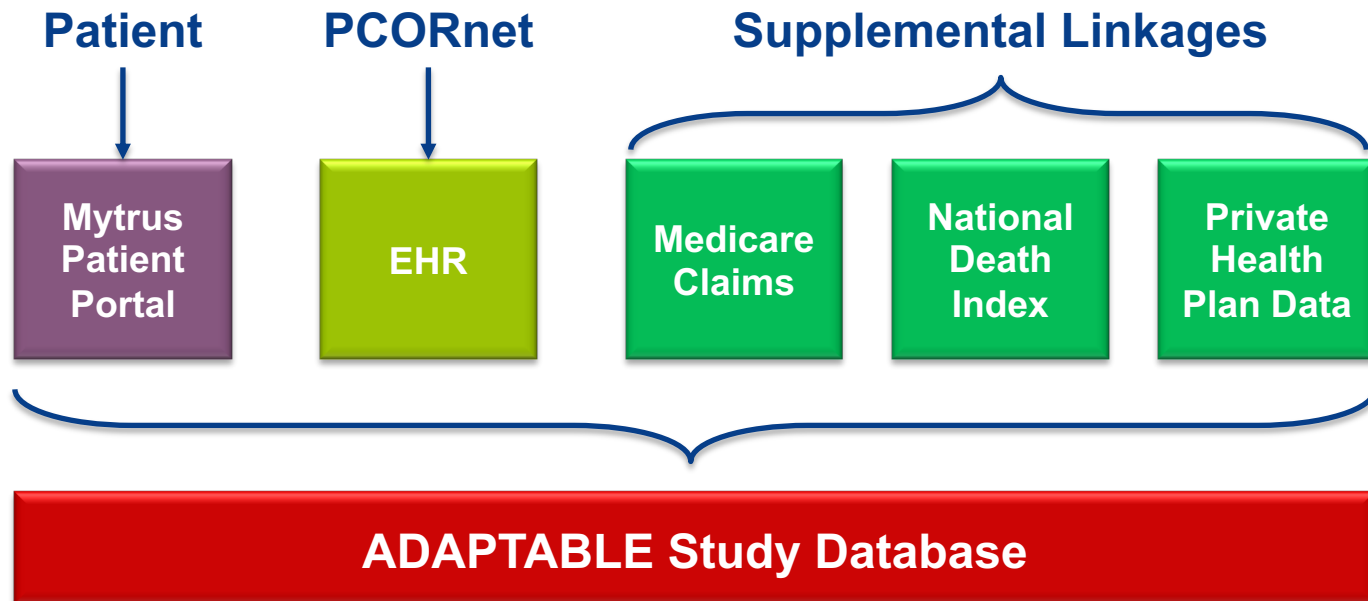 Patient
PCORnet
Supplemental Linkages
Mytrus
Patient
Portal
EHR
Medicare
Claims
National
Death
Index
Private
Health
Plan Data
ADAPTABLE Study Database